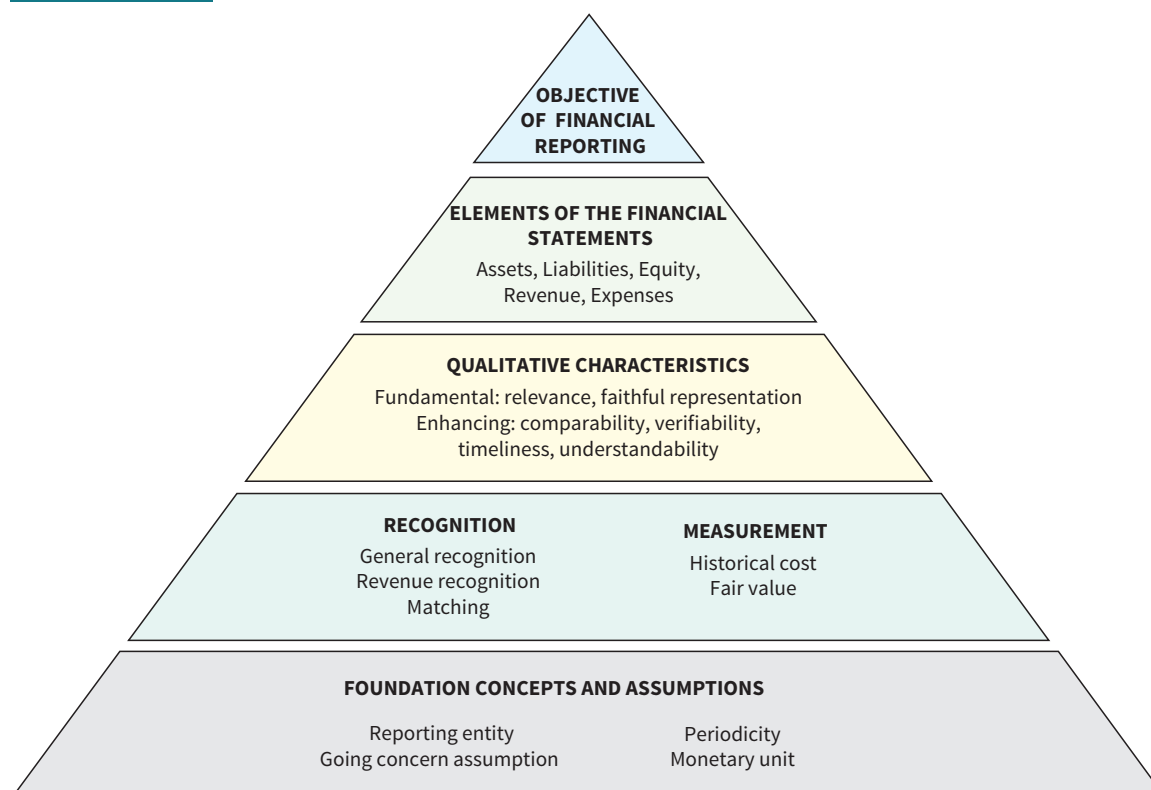 OBJECTIVE
OF FINANCIAL
REPORTING
ELEMENTS OF THE FINANCIAL
STATEMENTS
Assets, Liabilities, Equity,
Revenue, Expenses
QUALITATIVE CHARACTERISTICS
Fundamental: relevance, faithful representation
Enhancing: comparability, verifiability,
timeliness, understandability
RECOGNITION
General recognition
Revenue recognition
Matching
MEASUREMENT
Historical cost
Fair value
FOUNDATION CONCEPTS AND ASSUMPTIONS
Reporting entity
Going concern assumption
Periodicity
Monetary unit